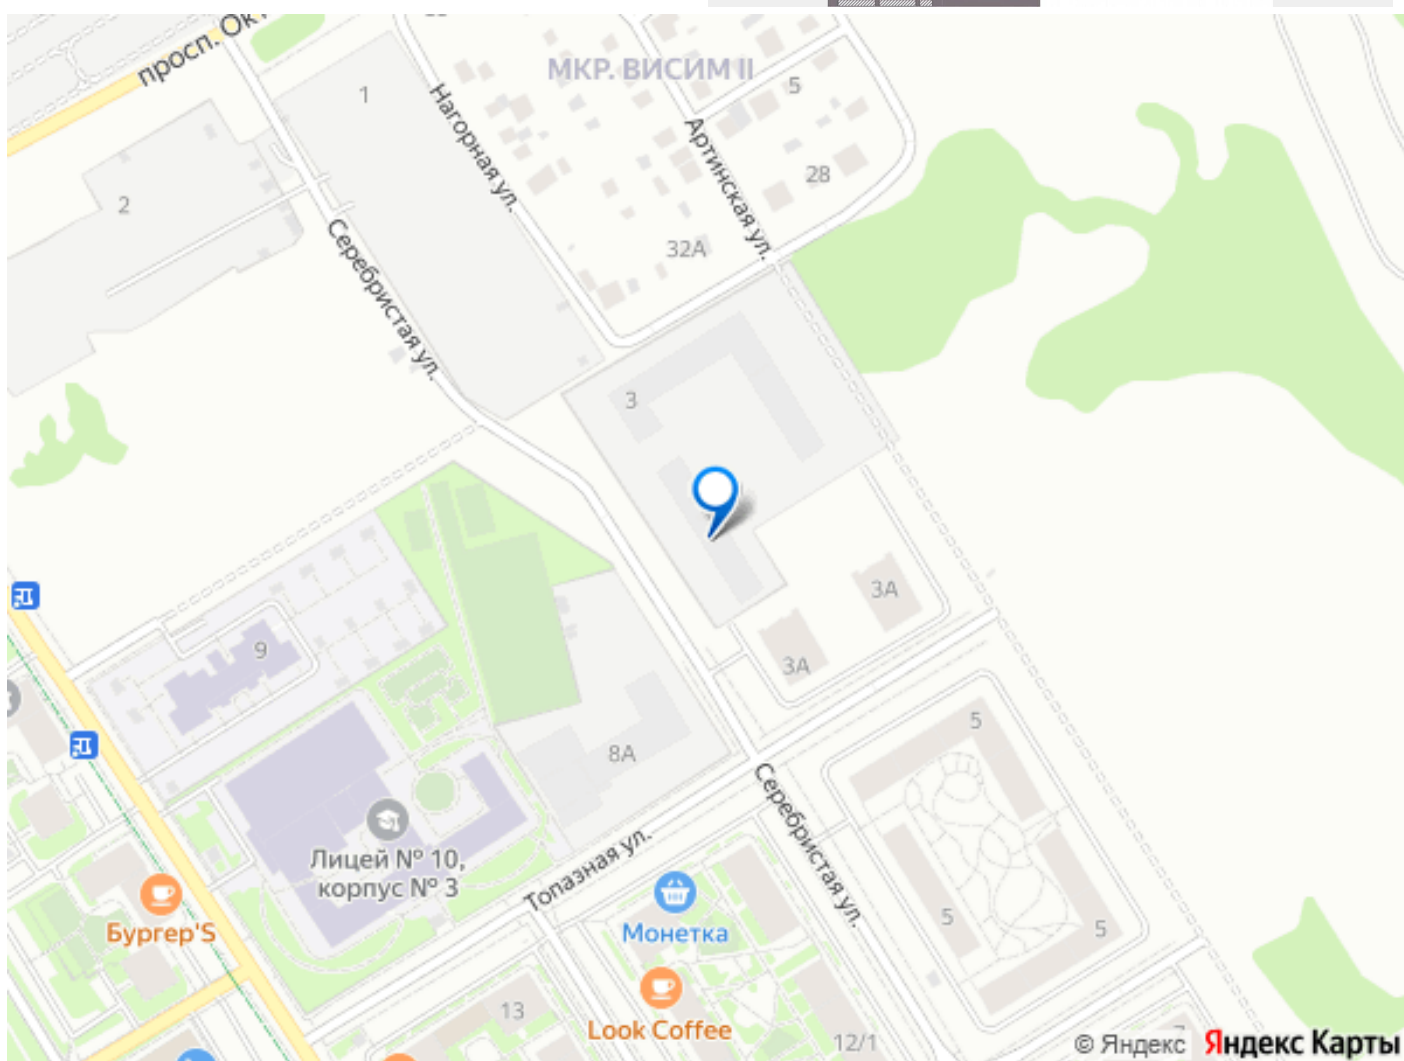 просп. Окт
МКР. ВИСИМ II
1
5
Нагорная ул.
Артинская ул.
28
2
Серебристая ул.
32А
3
3А
9
3А
5
8А
Серебристая ул.
Лицей № 10,
корпус № 3
Топазная ул.
Бургер'S
Монетка
5
5
13
Look Coffee
12/1
© Яндекс Яндекс Карты